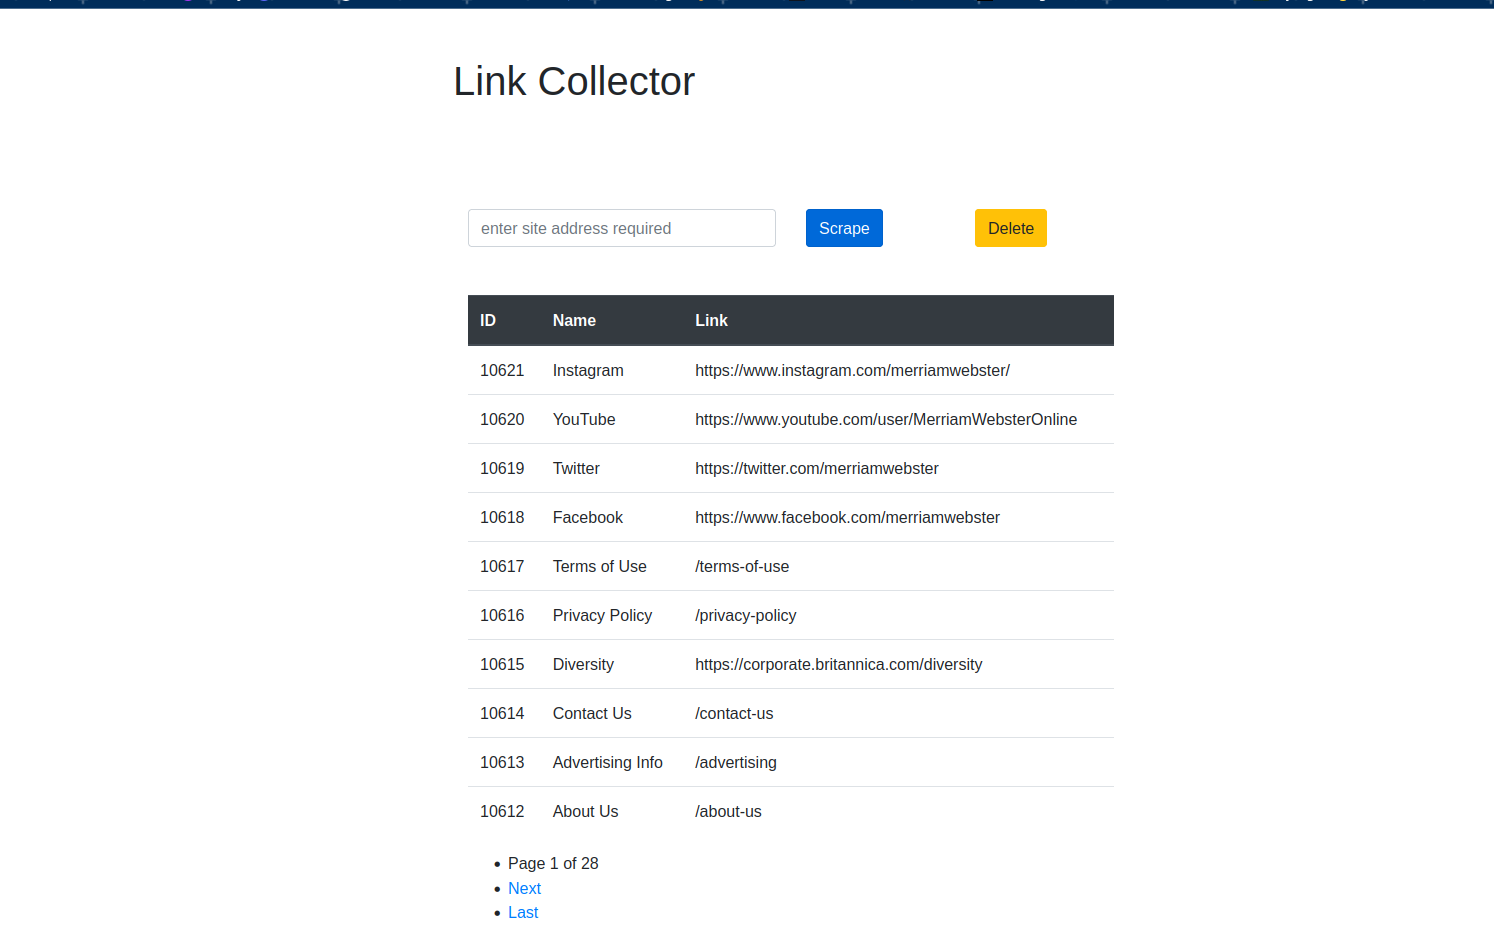 Link Collector
enter site address required Scrape Delete
ID Name Link
10621 Instagram https://www.instagram.com/merriamwebster/
10620 YouTube https://www.youtube.com/user/MerriamWebsterOnline
10619 Twitter https://twitter.com/merriamwebster
10618 Facebook https://www.facebook.com/merriamwebster
10617 Terms of Use /terms-of-use
10616 Privacy Policy /privacy-policy
10615 Diversity https://corporate.britannica.com/diversity
10614 Contact Us /contact-us
10613 Advertising Info /advertising
10612 About Us /about-us
Page 1 of 28
Next
Last